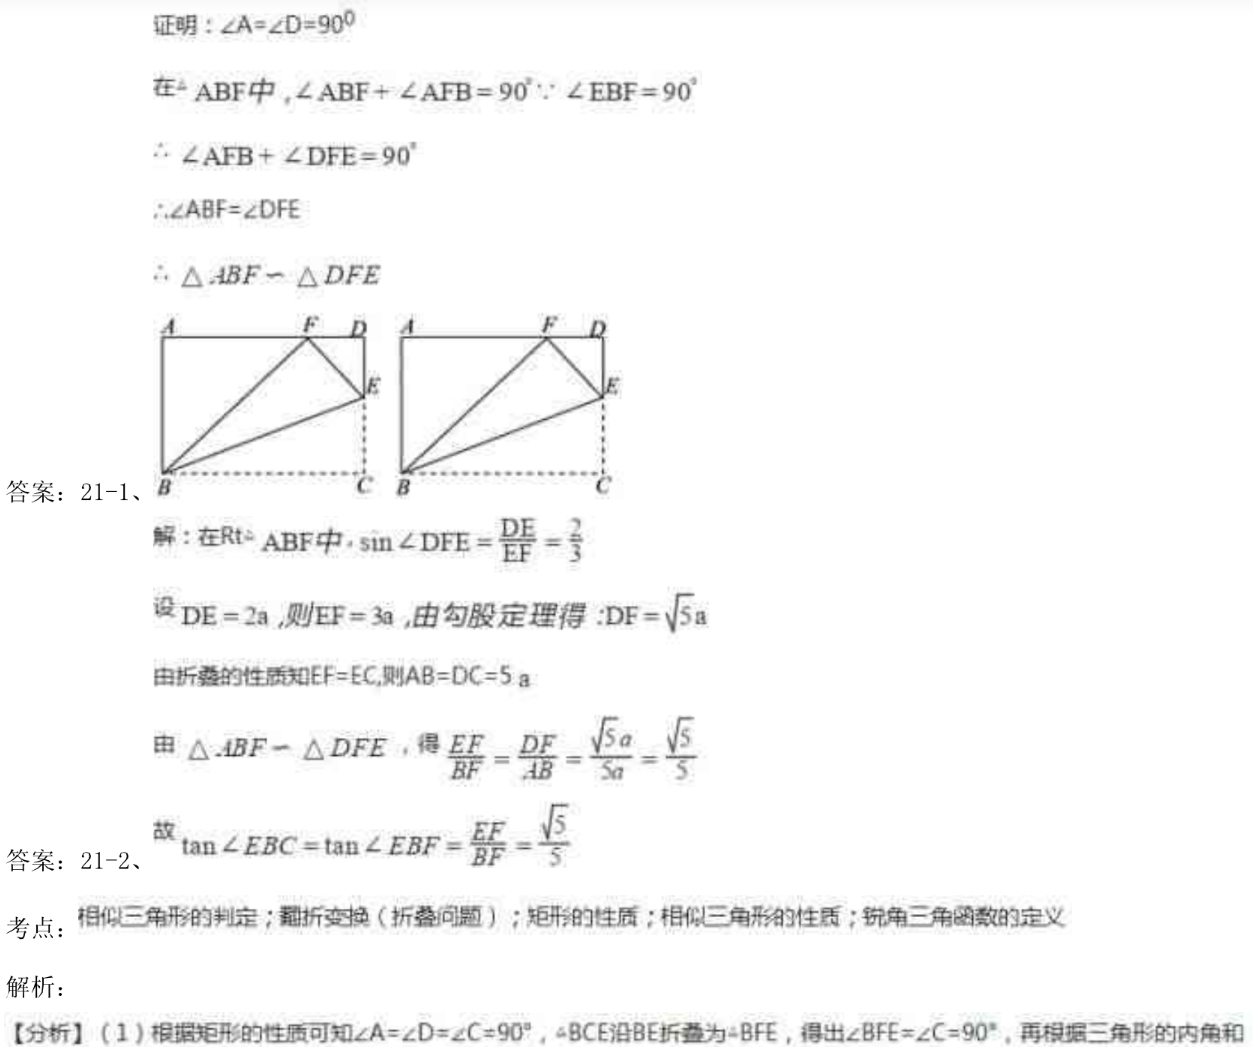 证明：∠A=∠D=90⁰
在△ ABF中 ,∠ABF+ ∠AFB=90°∵ ∠EBF=90°
∴ ∠AFB+ ∠DFE=90°
∴∠ABF=∠DFE
∴ △ABF∽ △DFE
A F D A F D
E E
答案：21-1、 B C B C
解：在Rt△ ABF中，sin∠DFE=DE/EF=2/3
设 DE=2a ,则EF=3a ,由勾股定理得 :DF=√5a
由折叠的性质知EF=EC,则AB=DC=5 a
由 △ABF∽ △DFE ，得 EF/BF=DF/AB=√5a/5a=√5/5
答案：21-2、 故 tan∠EBC=tan∠EBF=EF/BF=√5/5
考点：相似三角形的判定；翻折变换（折叠问题）；矩形的性质；相似三角形的性质；锐角三角函数的定义
解析：
【分析】（1）根据矩形的性质可知∠A=∠D=∠C=90°，△BCE沿BE折叠为△BFE，得出∠BFE=∠C=90°，再根据三角形的内角和